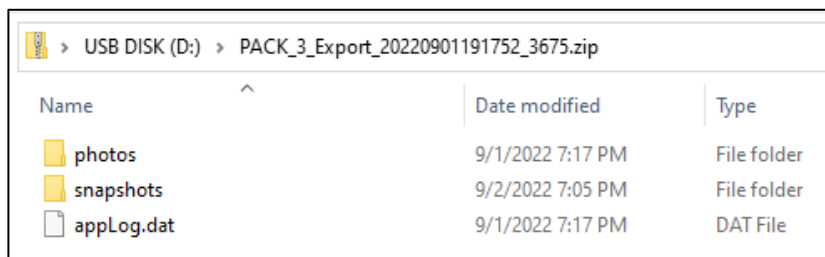 USB DISK (D:) > PACK_3_Export_20220901191752_3675.zip
Name Date modified Type
photos 9/1/2022 7:17 PM File folder
snapshots 9/2/2022 7:05 PM File folder
appLog.dat 9/1/2022 7:17 PM DAT File